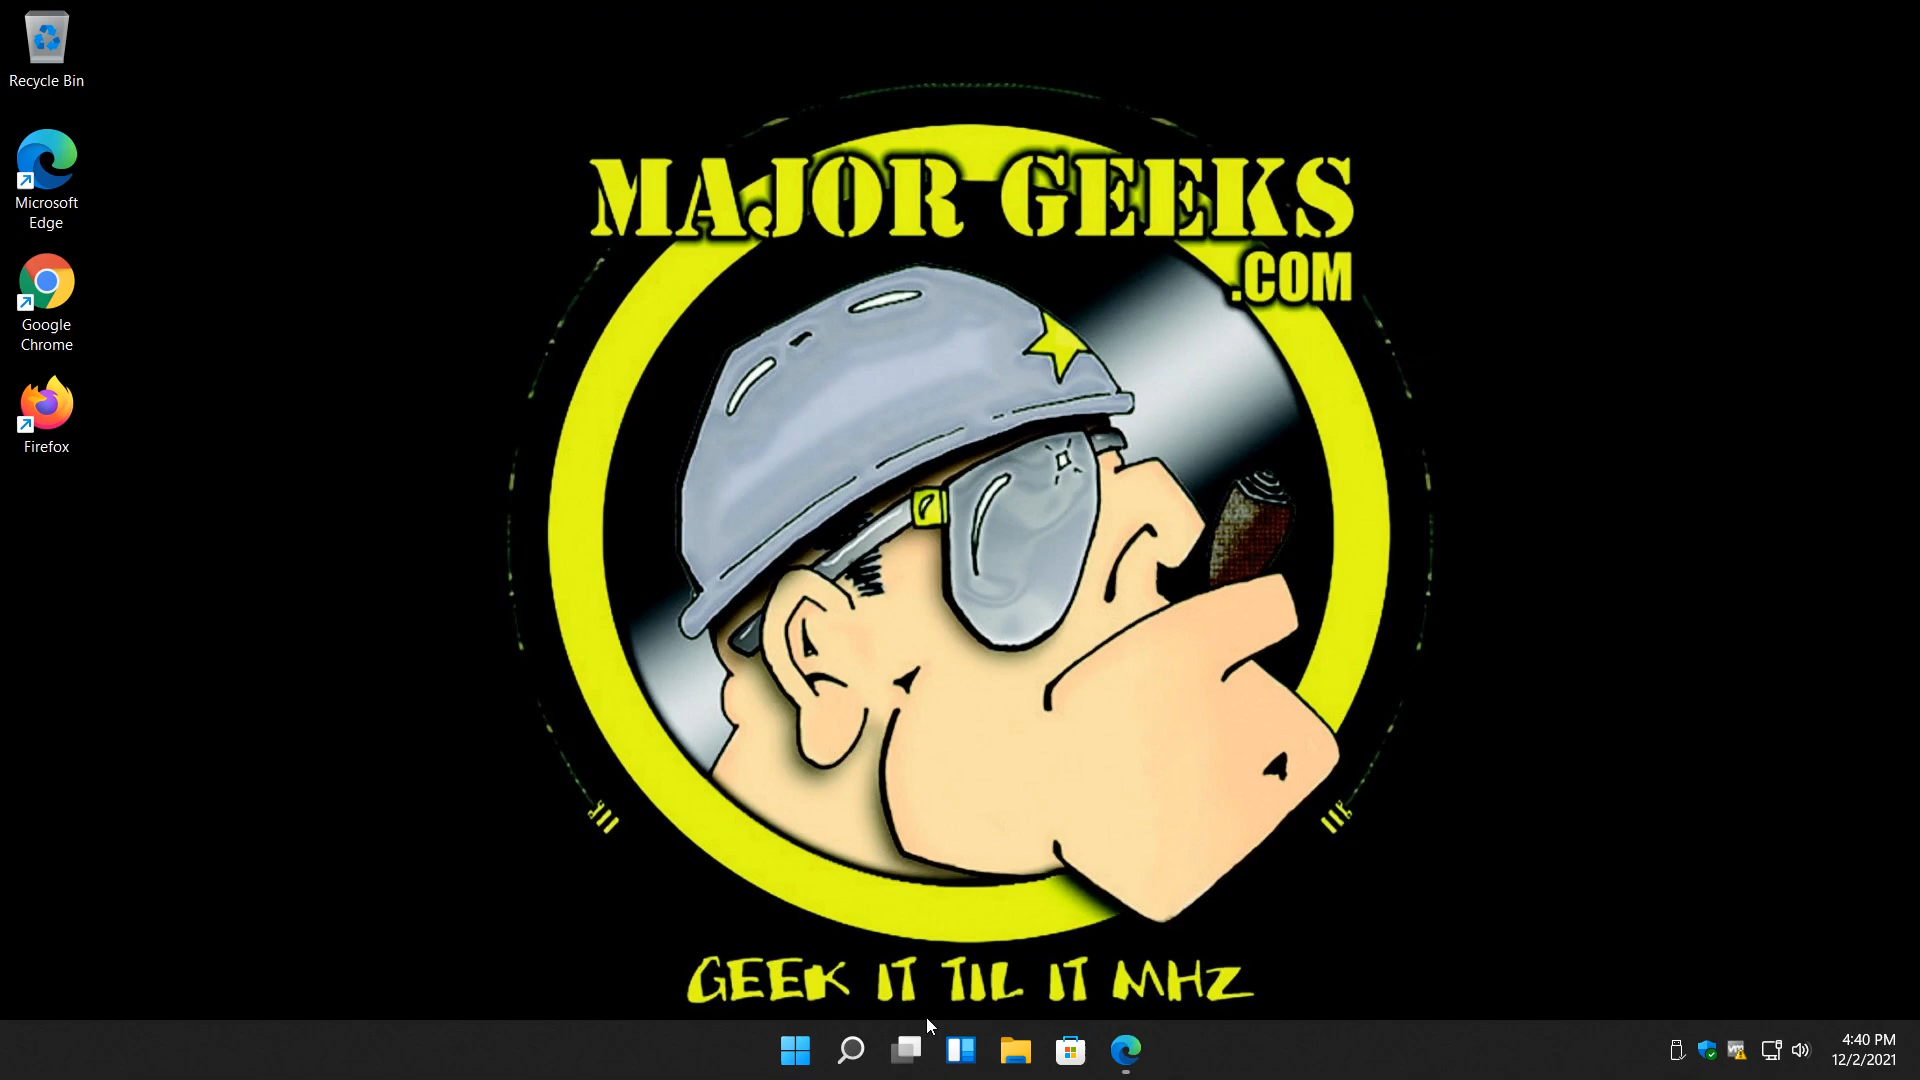 Recycle Bin
Microsoft
Edge
Google
Chrome
Firefox
MAJOR GEEKS
.COM
GEEK IT TIL IT MHZ
4:40 PM
12/2/2021